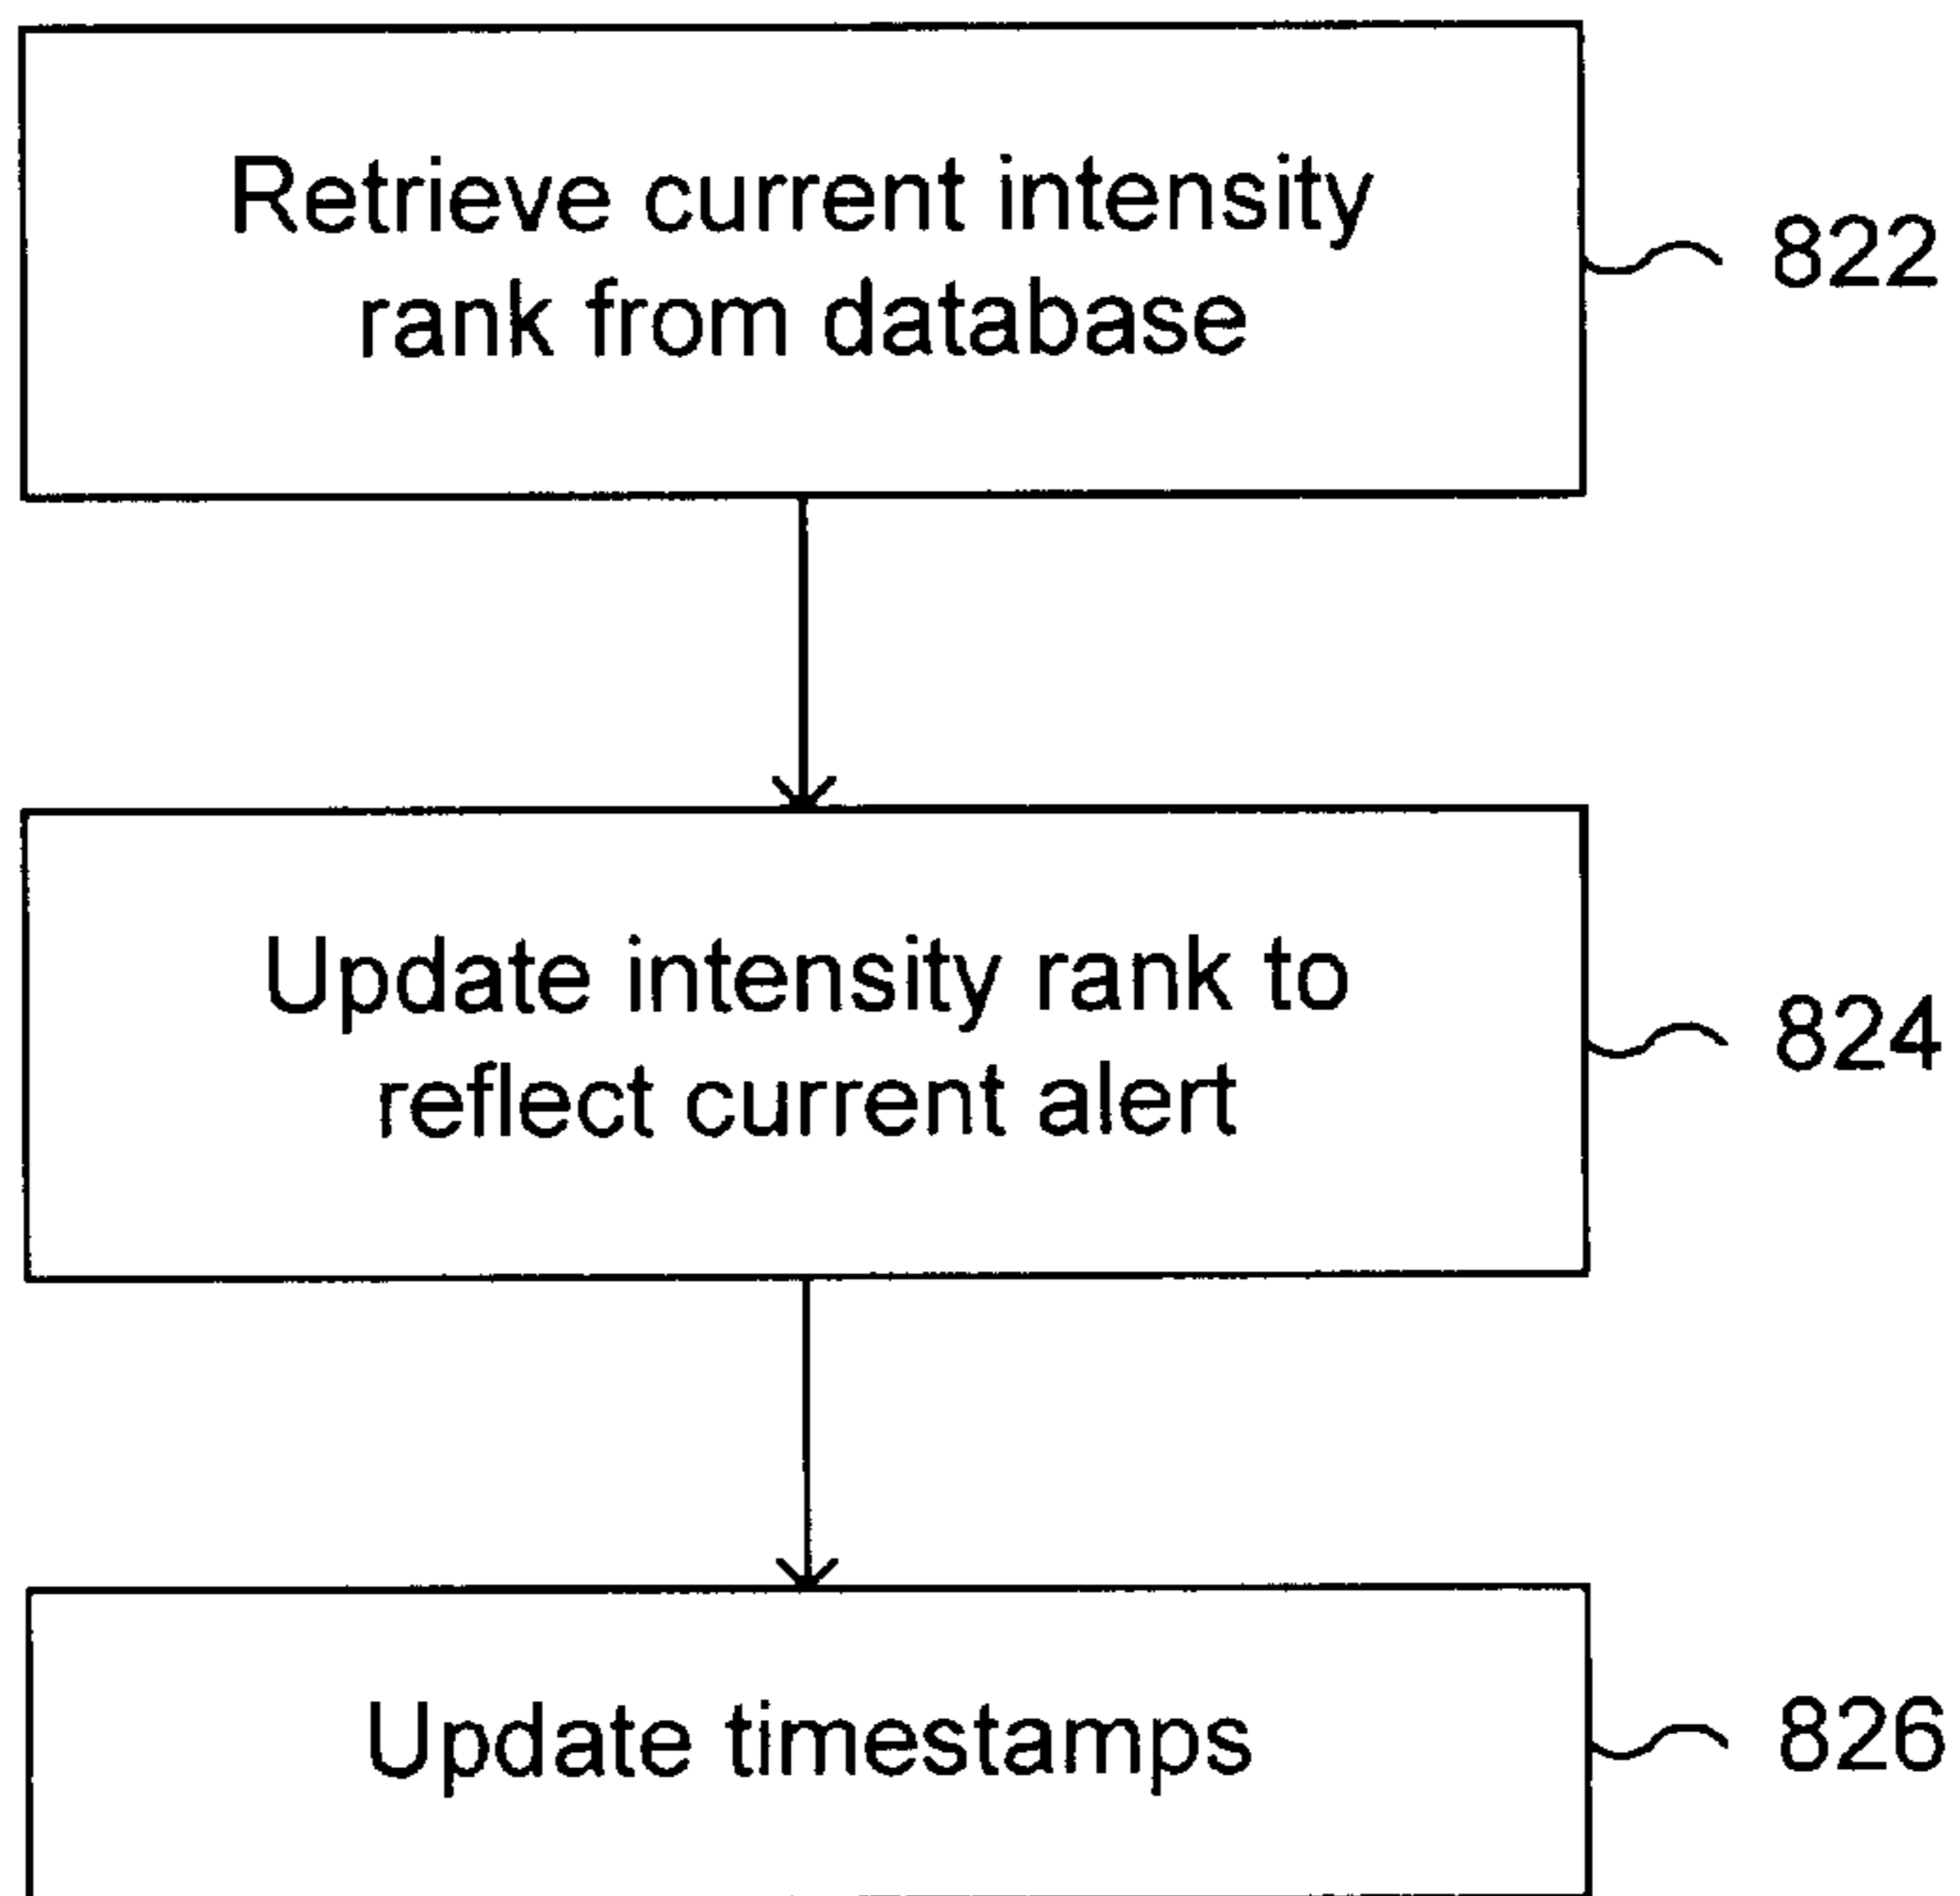 Retrieve current intensity
rank from database
822
Update intensity rank to
reflect current alert
824
Update timestamps
826